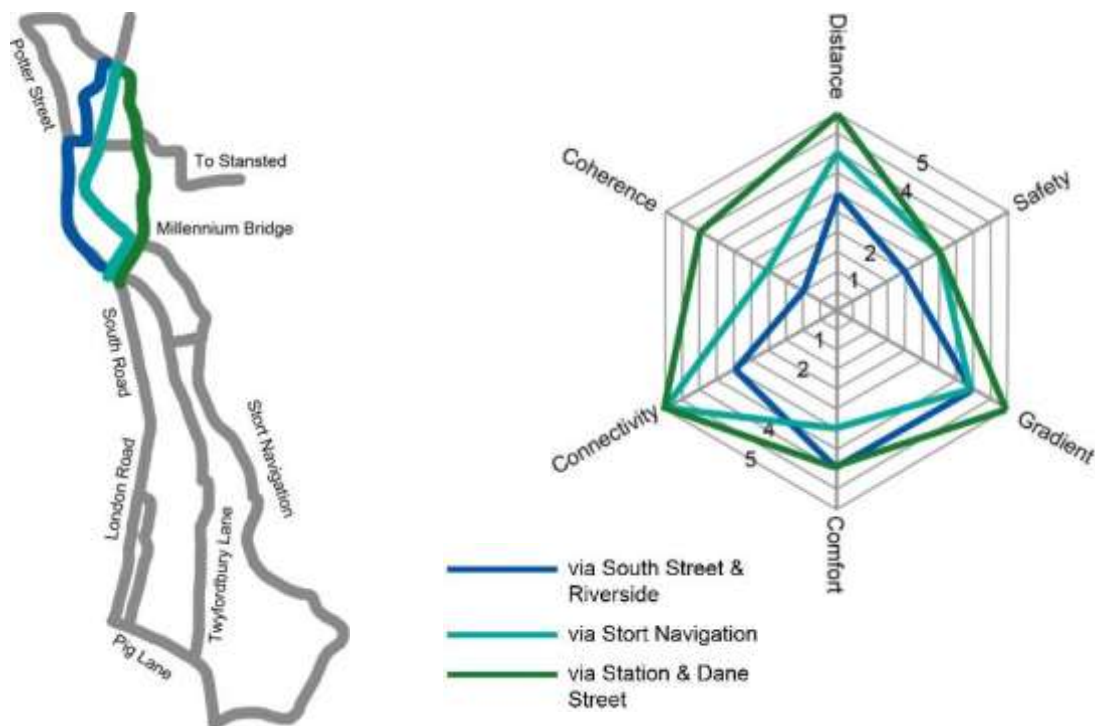 Potter Street
To Stansted
Millennium Bridge
South Road
Stort Navigation
London Road
Twyfordbury Lane
Pig Lane
Distance
Coherence
Safety
5
4
2
1
1
2
4
5
Connectivity
Gradient
Comfort
via South Street &
Riverside
via Stort Navigation
via Station & Dane
Street